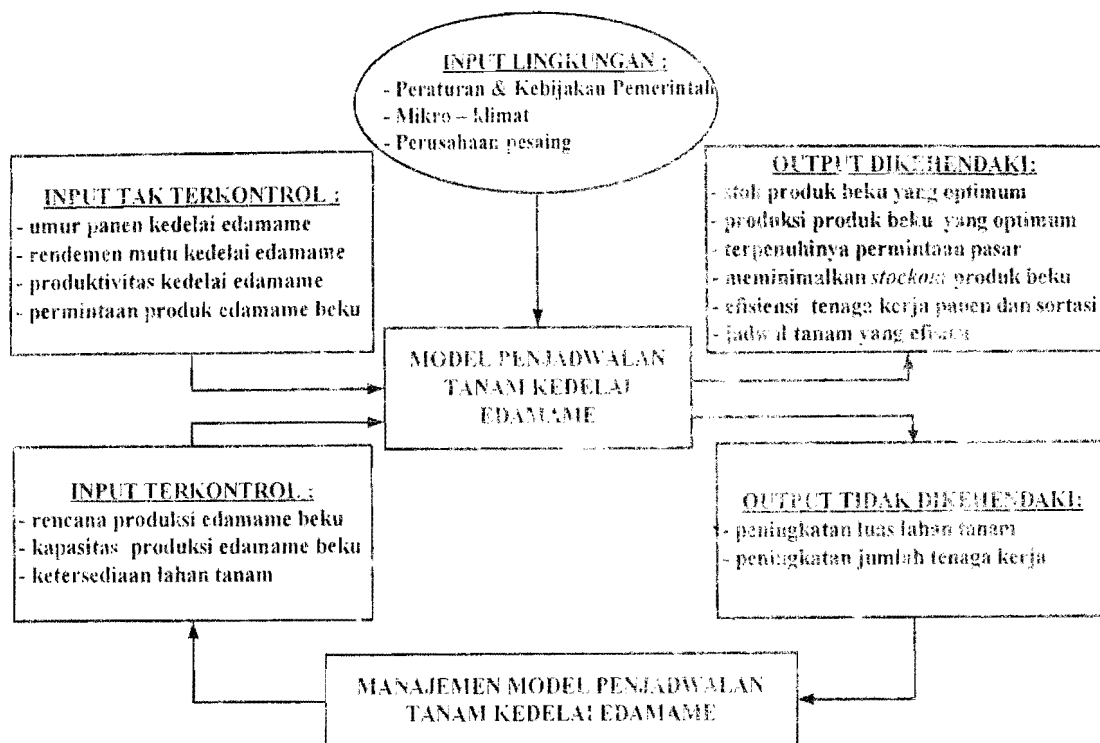 INPUT LINGKUNGAN :
- Peraturan & Kebijakan Pemerintah
- Mikro – klimat
- Perusahaan pesaing
INPUT TAK TERKONTROL :
- umur panen kedelai edamame
- rendemen mutu kedelai edamame
- produktivitas kedelai edamame
- permintaan produk edamame beku
OUTPUT DIKEHENDAKI:
- stok produk beku yang optimum
- produksi produk beku yang optimum
- terpenuhinya permintaan pasar
- meminimalkan stockout produk beku
- efisiensi tenaga kerja panen dan sortasi
- jadwal tanam yang efisien
MODEL PENJADWALAN
TANAM KEDELAI
EDAMAME
INPUT TERKONTROL :
- rencana produksi edamame beku
- kapasitas produksi edamame beku
- ketersediaan lahan tanam
OUTPUT TIDAK DIKEHENDAKI:
- peningkatan luas lahan tanam
- peningkatan jumlah tenaga kerja
MANAJEMEN MODEL PENJADWALAN
TANAM KEDELAI EDAMAME